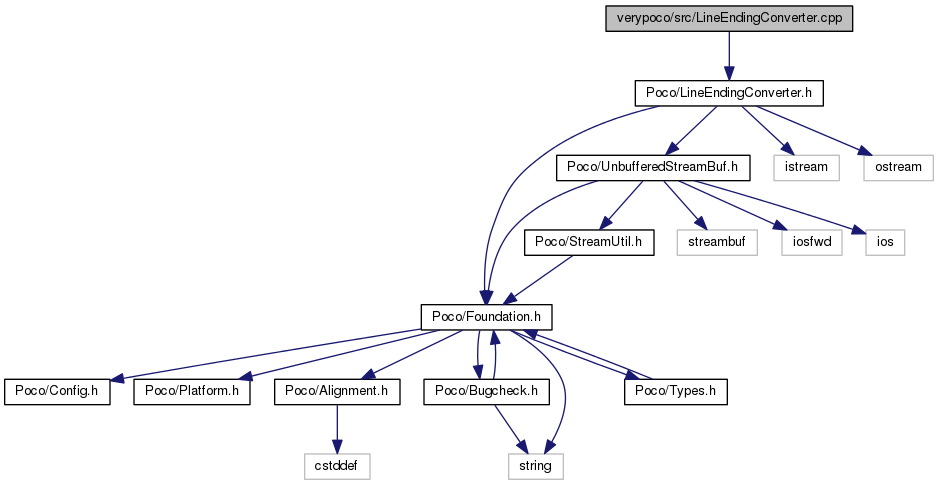 verypoco/src/LineEndingConverter.cpp
Poco/LineEndingConverter.h
Poco/UnbufferedStreamBuf.h
istream
ostream
Poco/StreamUtil.h
streambuf
iosfwd
ios
Poco/Foundation.h
Poco/Config.h
Poco/Platform.h
Poco/Alignment.h
Poco/Bugcheck.h
Poco/Types.h
cstddef
string